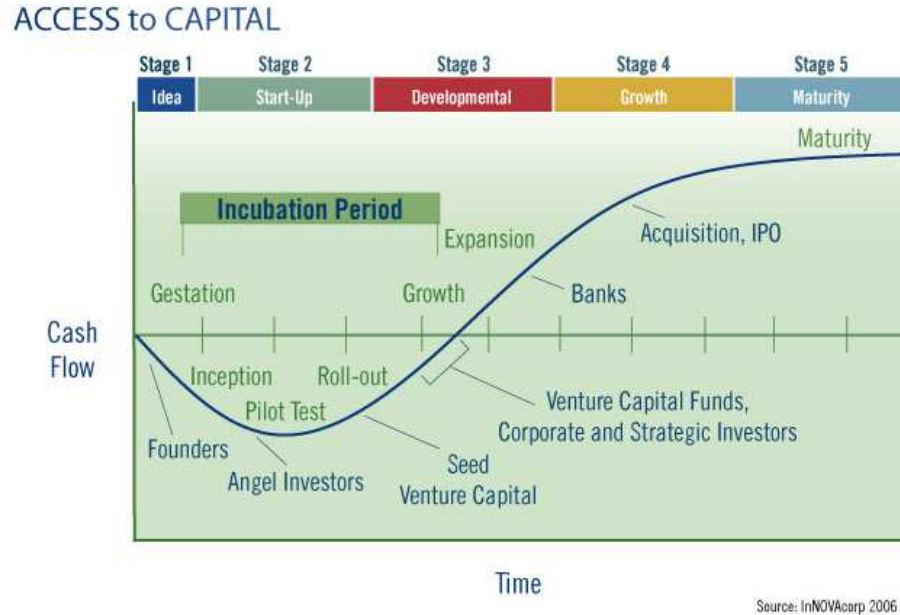 ACCESS to CAPITAL
Stage 1
Stage 2
Stage 3
Stage 4
Stage 5
Idea
Start-Up
Developmental
Growth
Maturity
Maturity
Incubation Period
Expansion
Acquisition, IPO
Gestation
Growth
Banks
Cash
Flow
Inception
Roll-out
Pilot Test
Venture Capital Funds,
Corporate and Strategic Investors
Founders
Angel Investors
Seed
Venture Capital
Time
Source: InNOVAcorp 2006